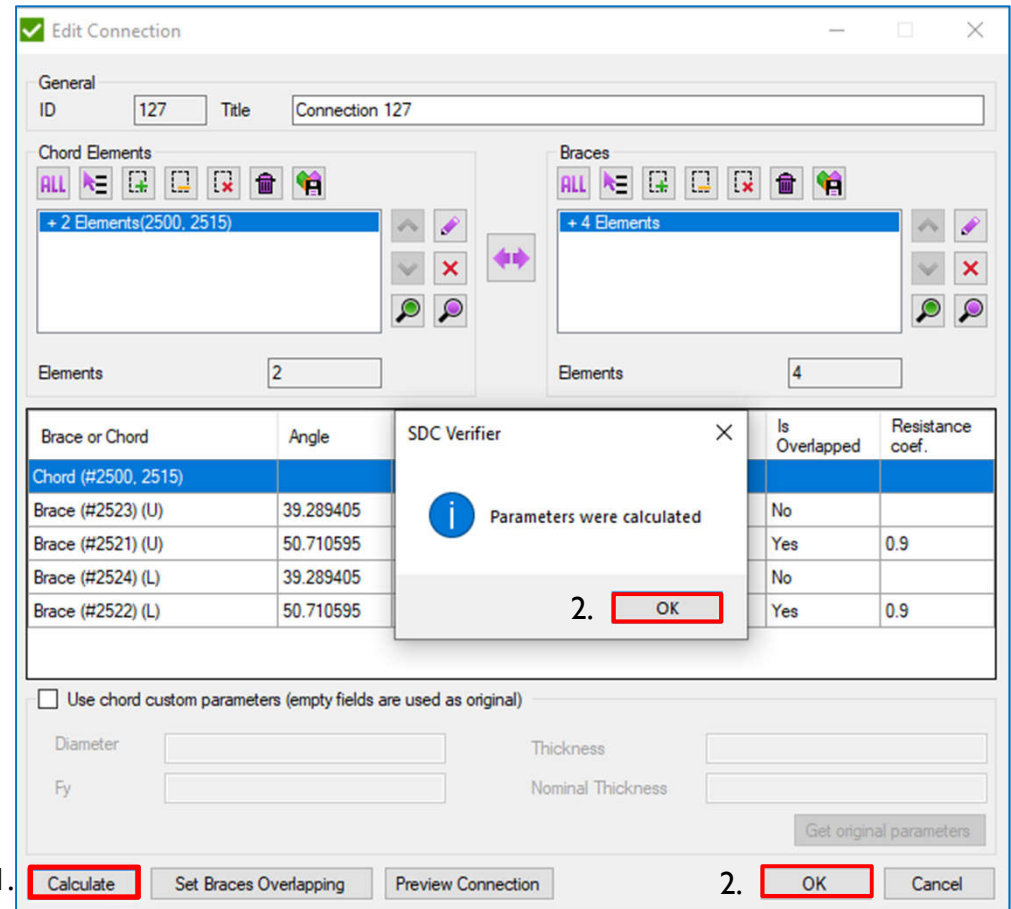 Edit Connection
General
ID 127 Title Connection 127
Chord Elements Braces
ALL ALL
+ 2 Elements(2500, 2515) + 4 Elements
Elements 2 Elements 4
Brace or Chord Angle SDC Verifier Is Overlapped Resistance coef.
Chord (#2500, 2515)
Brace (#2523) (U) 39.289405 Parameters were calculated No
Brace (#2521) (U) 50.710595 Yes 0.9
Brace (#2524) (L) 39.289405 No
Brace (#2522) (L) 50.710595 2. OK Yes 0.9
Use chord custom parameters (empty fields are used as original)
Diameter Thickness
Fy Nominal Thickness
Get original parameters
1. Calculate Set Braces Overlapping Preview Connection 2. OK Cancel